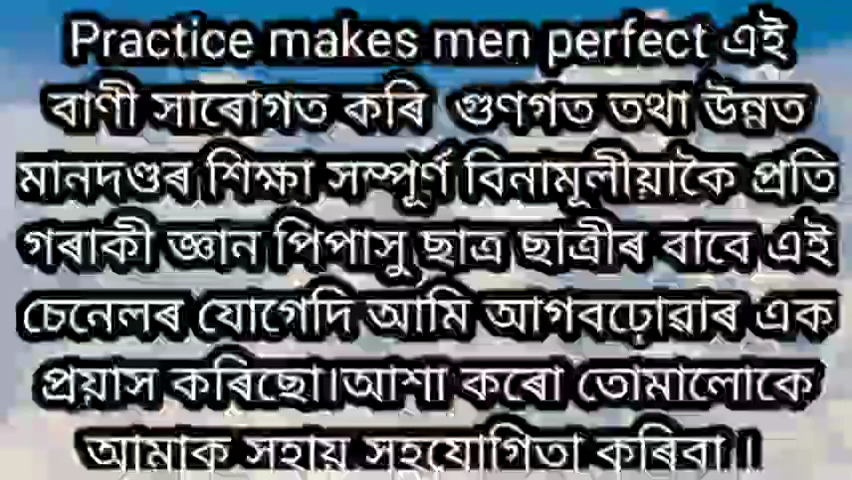 Practice makes men perfect এই
বাণী সাৰোগত কৰি গুণগত তথা উন্নত
মানদণ্ডৰ শিক্ষা সম্পূৰ্ণ বিনামূলীয়াকৈ প্ৰতি
গৰাকী জ্ঞান পিপাসু ছাত্ৰ ছাত্ৰীৰ বাবে এই
চেনেলৰ যোগেদি আমি আগবঢ়োৱাৰ এক
প্ৰয়াস কৰিছো।আশা কৰো তোমালোকে
আমাক সহায় সহযোগিতা কৰিবা ।